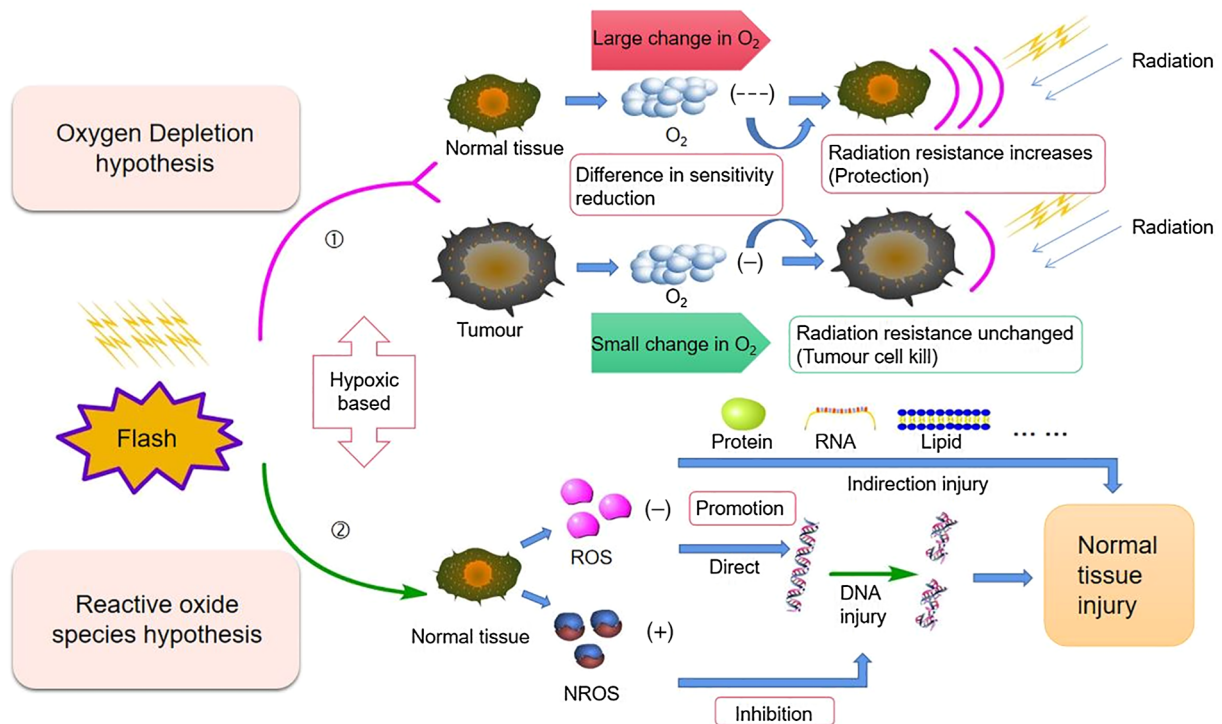 Oxygen Depletion
hypothesis
①
Large change in O₂
Normal tissue
O₂
(---)
Radiation
Difference in sensitivity
reduction
Radiation resistance increases
(Protection)
Tumour
O₂
(−)
Radiation
Small change in O₂
Radiation resistance unchanged
(Tumour cell kill)
Hypoxic
based
Flash
②
Reactive oxide
species hypothesis
Normal tissue
ROS
(−)
NROS
(+)
Protein
RNA
Lipid
... ...
Indirection injury
Promotion
Direct
DNA
injury
Inhibition
Normal
tissue
injury